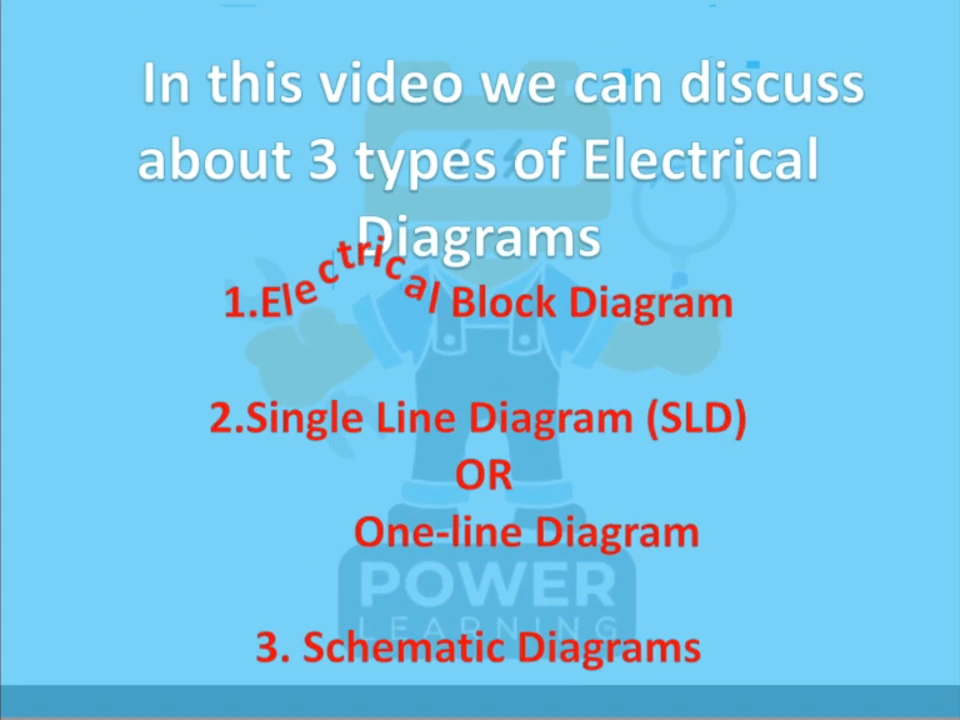 In this video we can discuss
about 3 types of Electrical
Diagrams
1.Electrical Block Diagram
2.Single Line Diagram (SLD)
OR
One-line Diagram
POWER
LEARNING
3. Schematic Diagrams